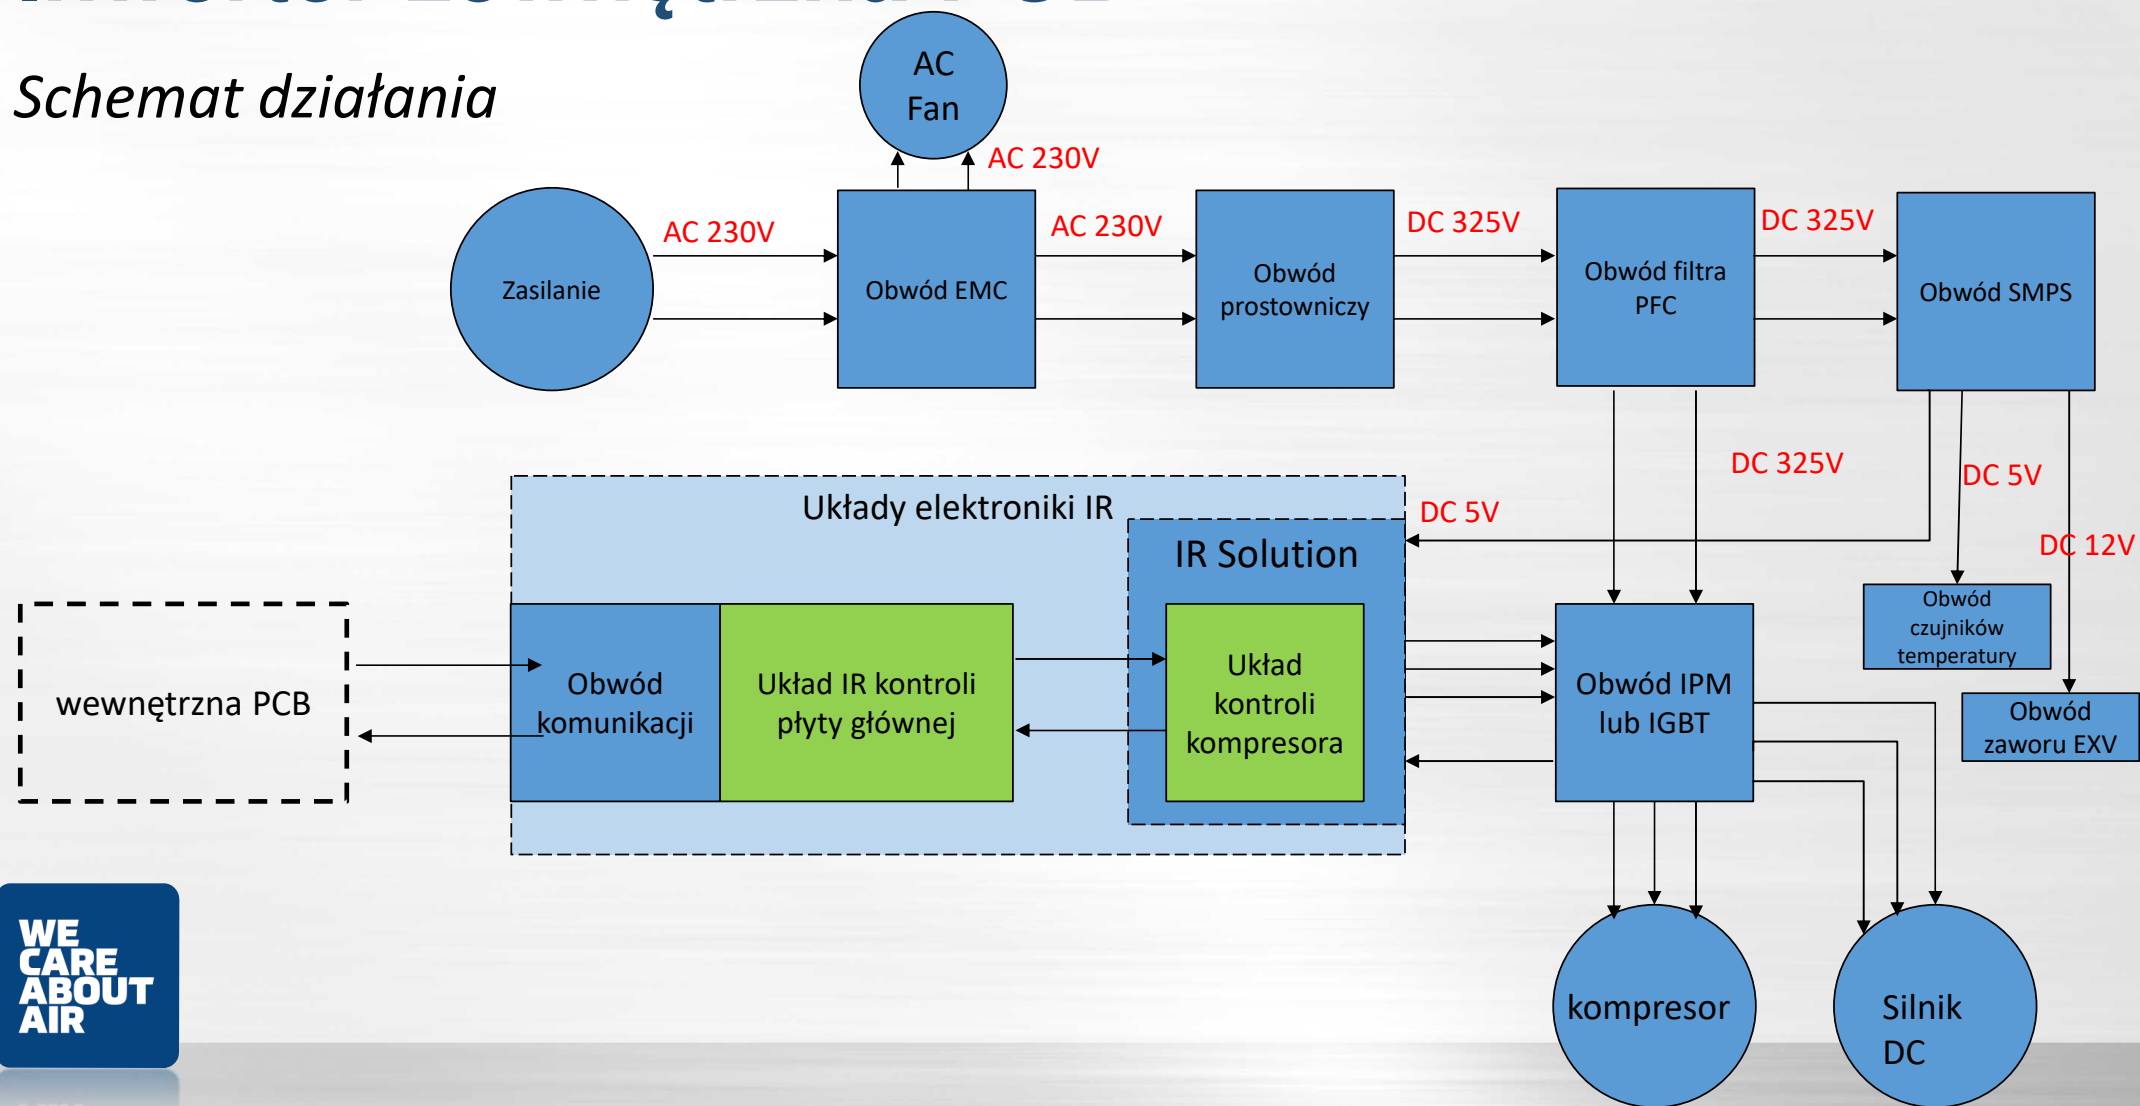 Schemat działania
AC
Fan
AC 230V
AC 230V
AC 230V
DC 325V
DC 325V
Zasilanie
Obwód EMC
Obwód
prostowniczy
Obwód filtra
PFC
Obwód SMPS
DC 325V
DC 5V
DC 5V
DC 12V
Układy elektroniki IR
IR Solution
wewnętrzna PCB
Obwód
komunikacji
Układ IR kontroli
płyty głównej
Układ
kontroli
kompresora
Obwód IPM
lub IGBT
Obwód
czujników
temperatury
Obwód
zaworu EXV
kompresor
Silnik
DC
WE
CARE
ABOUT
AIR